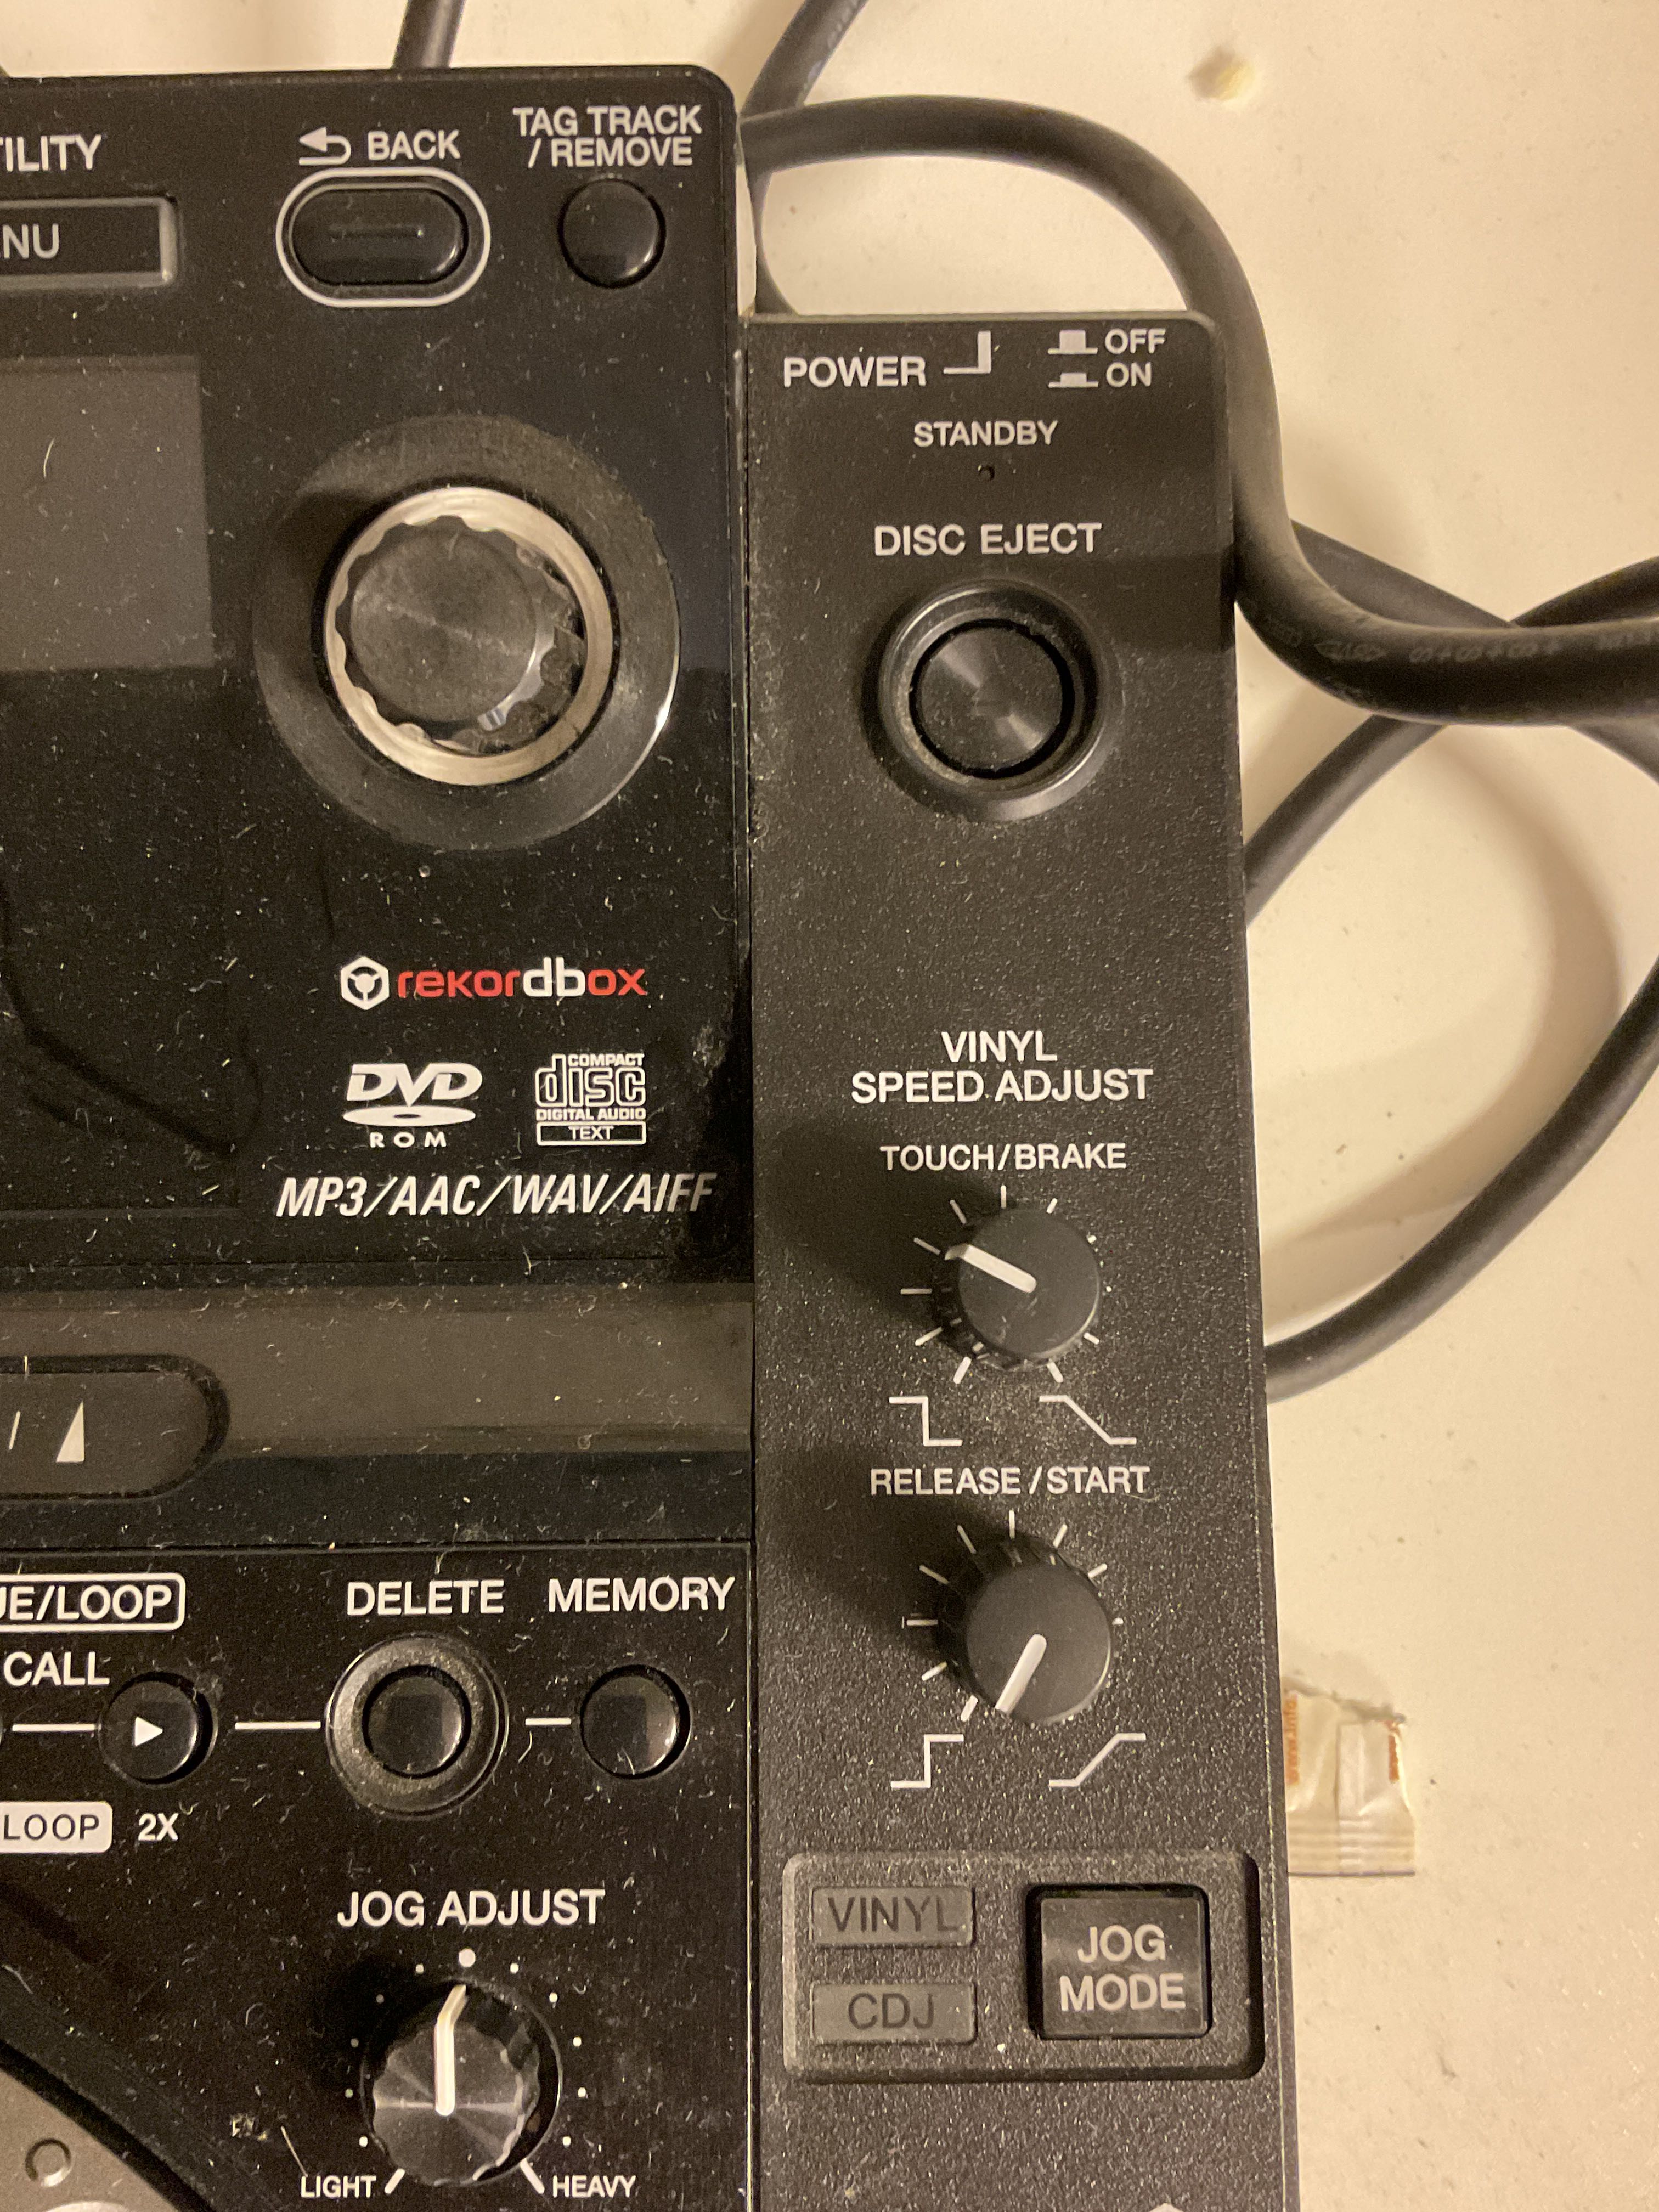 TILITY
BACK
TAG TRACK
/ REMOVE
NU
POWER
OFF
ON
STANDBY
DISC EJECT
rekordbox
DVD
ROM
COMPACT
disc
DIGITAL AUDIO
TEXT
MP3/AAC/WAV/AIFF
VINYL
SPEED ADJUST
TOUCH/BRAKE
RELEASE/START
UE/LOOP
CALL
DELETE
MEMORY
LOOP
2X
JOG ADJUST
LIGHT
HEAVY
VINYL
CDJ
JOG
MODE